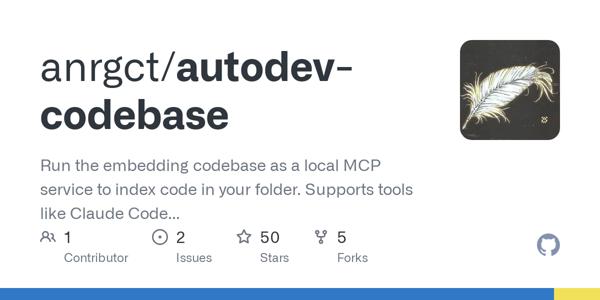 anrgct/autodev-
codebase
Run the embedding codebase as a local MCP
service to index code in your folder. Supports tools
like Claude Code...
1 2 50 5
Contributor Issues Stars Forks